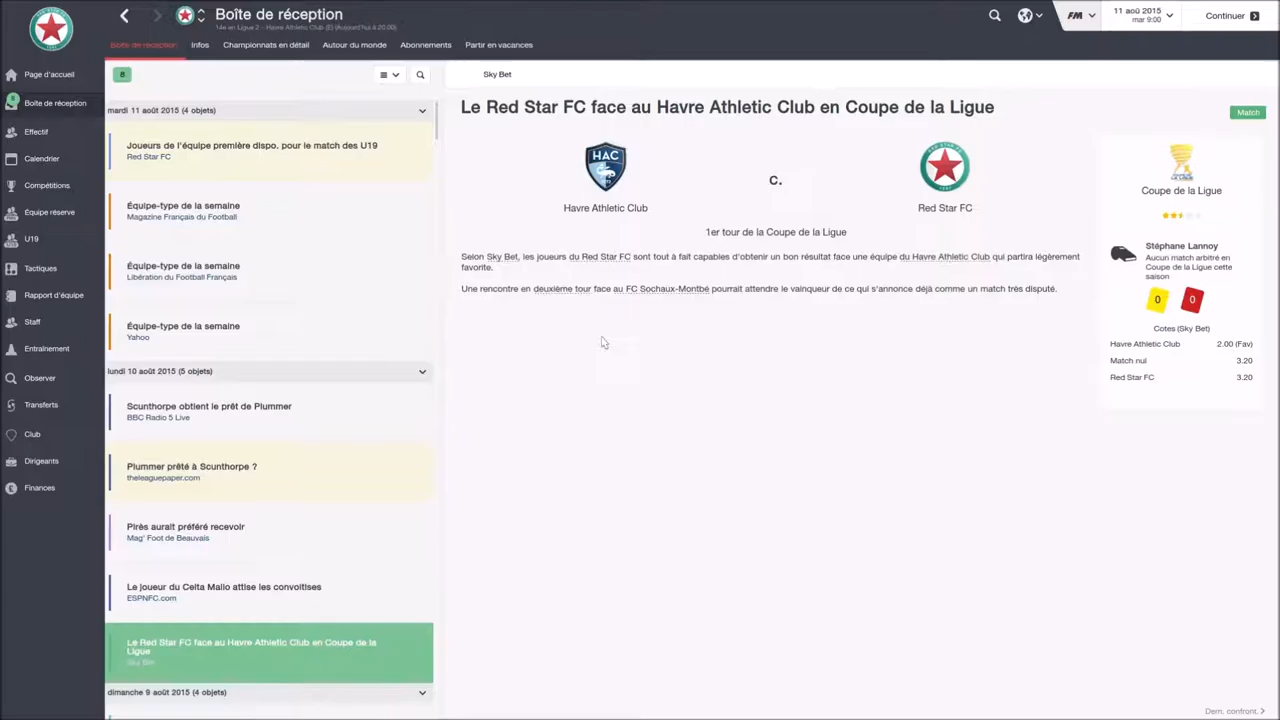 Boîte de réception
14e en Ligue 2 – Havre Athletic Club (E) (Aujourd'hui à 20:00)
FM
11 aoû 2015
mar 9:00
Continuer
Boîte de réception
Infos
Championnats en détail
Autour du monde
Abonnements
Partir en vacances
Page d'accueil
Boîte de réception
Effectif
Calendrier
Compétitions
Équipe réserve
U19
Tactiques
Rapport d'équipe
Staff
Entraînement
Observer
Transferts
Club
Dirigeants
Finances
8
mardi 11 août 2015 (4 objets)
Joueurs de l'équipe première dispo. pour le match des U19
Red Star FC
Équipe-type de la semaine
Magazine Français du Football
Équipe-type de la semaine
Libération du Football Français
Équipe-type de la semaine
Yahoo
lundi 10 août 2015 (5 objets)
Scunthorpe obtient le prêt de Plummer
BBC Radio 5 Live
Plummer prêté à Scunthorpe ?
theleaguepaper.com
Pirès aurait préféré recevoir
Mag' Foot de Beauvais
Le joueur du Celta Mallo attise les convoitises
ESPNFC.com
Le Red Star FC face au Havre Athletic Club en Coupe de la
Ligue
Sky Bet
dimanche 9 août 2015 (4 objets)
Sky Bet
Le Red Star FC face au Havre Athletic Club en Coupe de la Ligue
Match
HAC
c.
Havre Athletic Club
Red Star FC
1er tour de la Coupe de la Ligue
Selon Sky Bet, les joueurs du Red Star FC sont tout à fait capables d'obtenir un bon résultat face une équipe du Havre Athletic Club qui partira légèrement
favorite.
Une rencontre en deuxième tour face au FC Sochaux-Montbé pourrait attendre le vainqueur de ce qui s'annonce déjà comme un match très disputé.
Coupe de la Ligue
Stéphane Lannoy
Aucun match arbitré en
Coupe de la Ligue cette
saison
0
0
Cotes (Sky Bet)
Havre Athletic Club 2.00 (Fav)
Match nul 3.20
Red Star FC 3.20
Dern. confront.